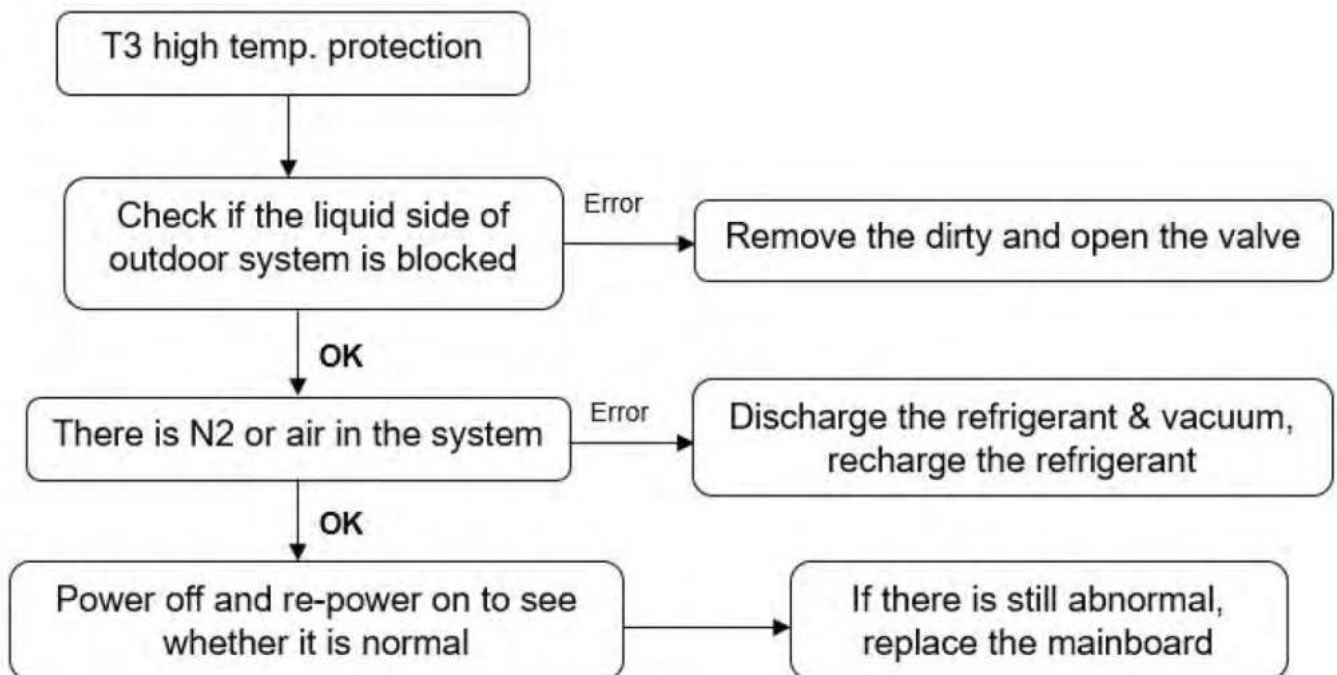 T3 high temp. protection
Check if the liquid side of
outdoor system is blocked
Error
Remove the dirty and open the valve
OK
There is N2 or air in the system
Error
Discharge the refrigerant & vacuum,
recharge the refrigerant
OK
Power off and re-power on to see
whether it is normal
If there is still abnormal,
replace the mainboard